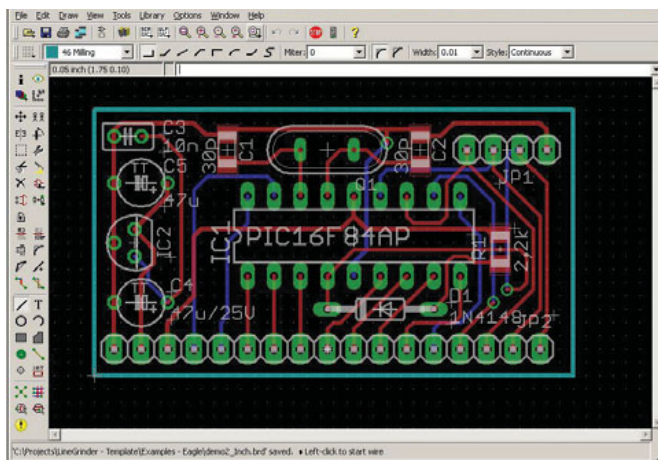 File Edit Draw View Tools Library Options Window Help
46 Milling Miter: 0 Width: 0.01 Style: Continuous
0.05 inch (1.75 0.10)
C3
10n
C5
47u
IC2
C4
47u/25V
30p
C1
Q1
30p
C2
JP1
IC1
PIC16F84AP
R1
2,2k
D1
1N4148
JP2
'C:\Projects\LineGrinder - Template\Examples - Eagle\demo2_Inch.brd' saved. Left-click to start wire